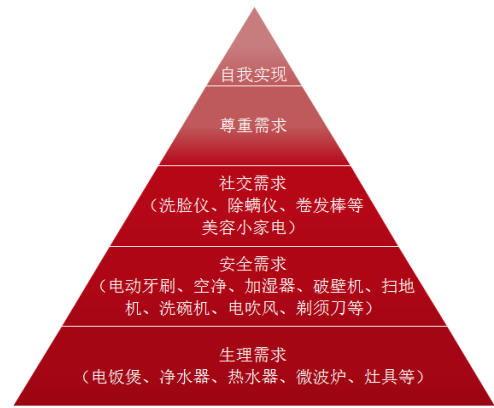 自我实现
尊重需求
社交需求
（洗脸仪、除螨仪、卷发棒等
美容小家电）
安全需求
（电动牙刷、空净、加湿器、破壁机、扫地
机、洗碗机、电吹风、剃须刀等）
生理需求
（电饭煲、净水器、热水器、微波炉、灶具等）